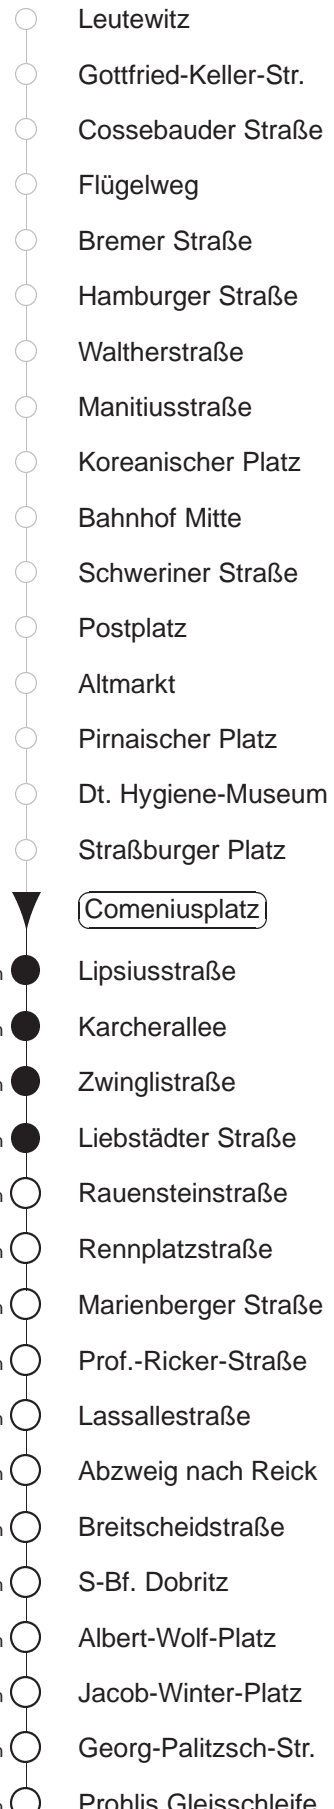 Leutewitz
Gottfried-Keller-Str.
Cossebauder Straße
Flügelweg
Bremer Straße
Hamburger Straße
Waltherstraße
Manitiusstraße
Koreanischer Platz
Bahnhof Mitte
Schweriner Straße
Postplatz
Altmarkt
Pirnaischer Platz
Dt. Hygiene-Museum
Straßburger Platz
Comeniusplatz
Lipsiusstraße
Karcherallee
Zwinglistraße
Liebstädter Straße
Rauensteinstraße
Rennplatzstraße
Marienberger Straße
Prof.-Ricker-Straße
Lassallestraße
Abzweig nach Reick
Breitscheidstraße
S-Bf. Dobritz
Albert-Wolf-Platz
Jacob-Winter-Platz
Georg-Palitzsch-Str.
Prohlis Gleisschleife